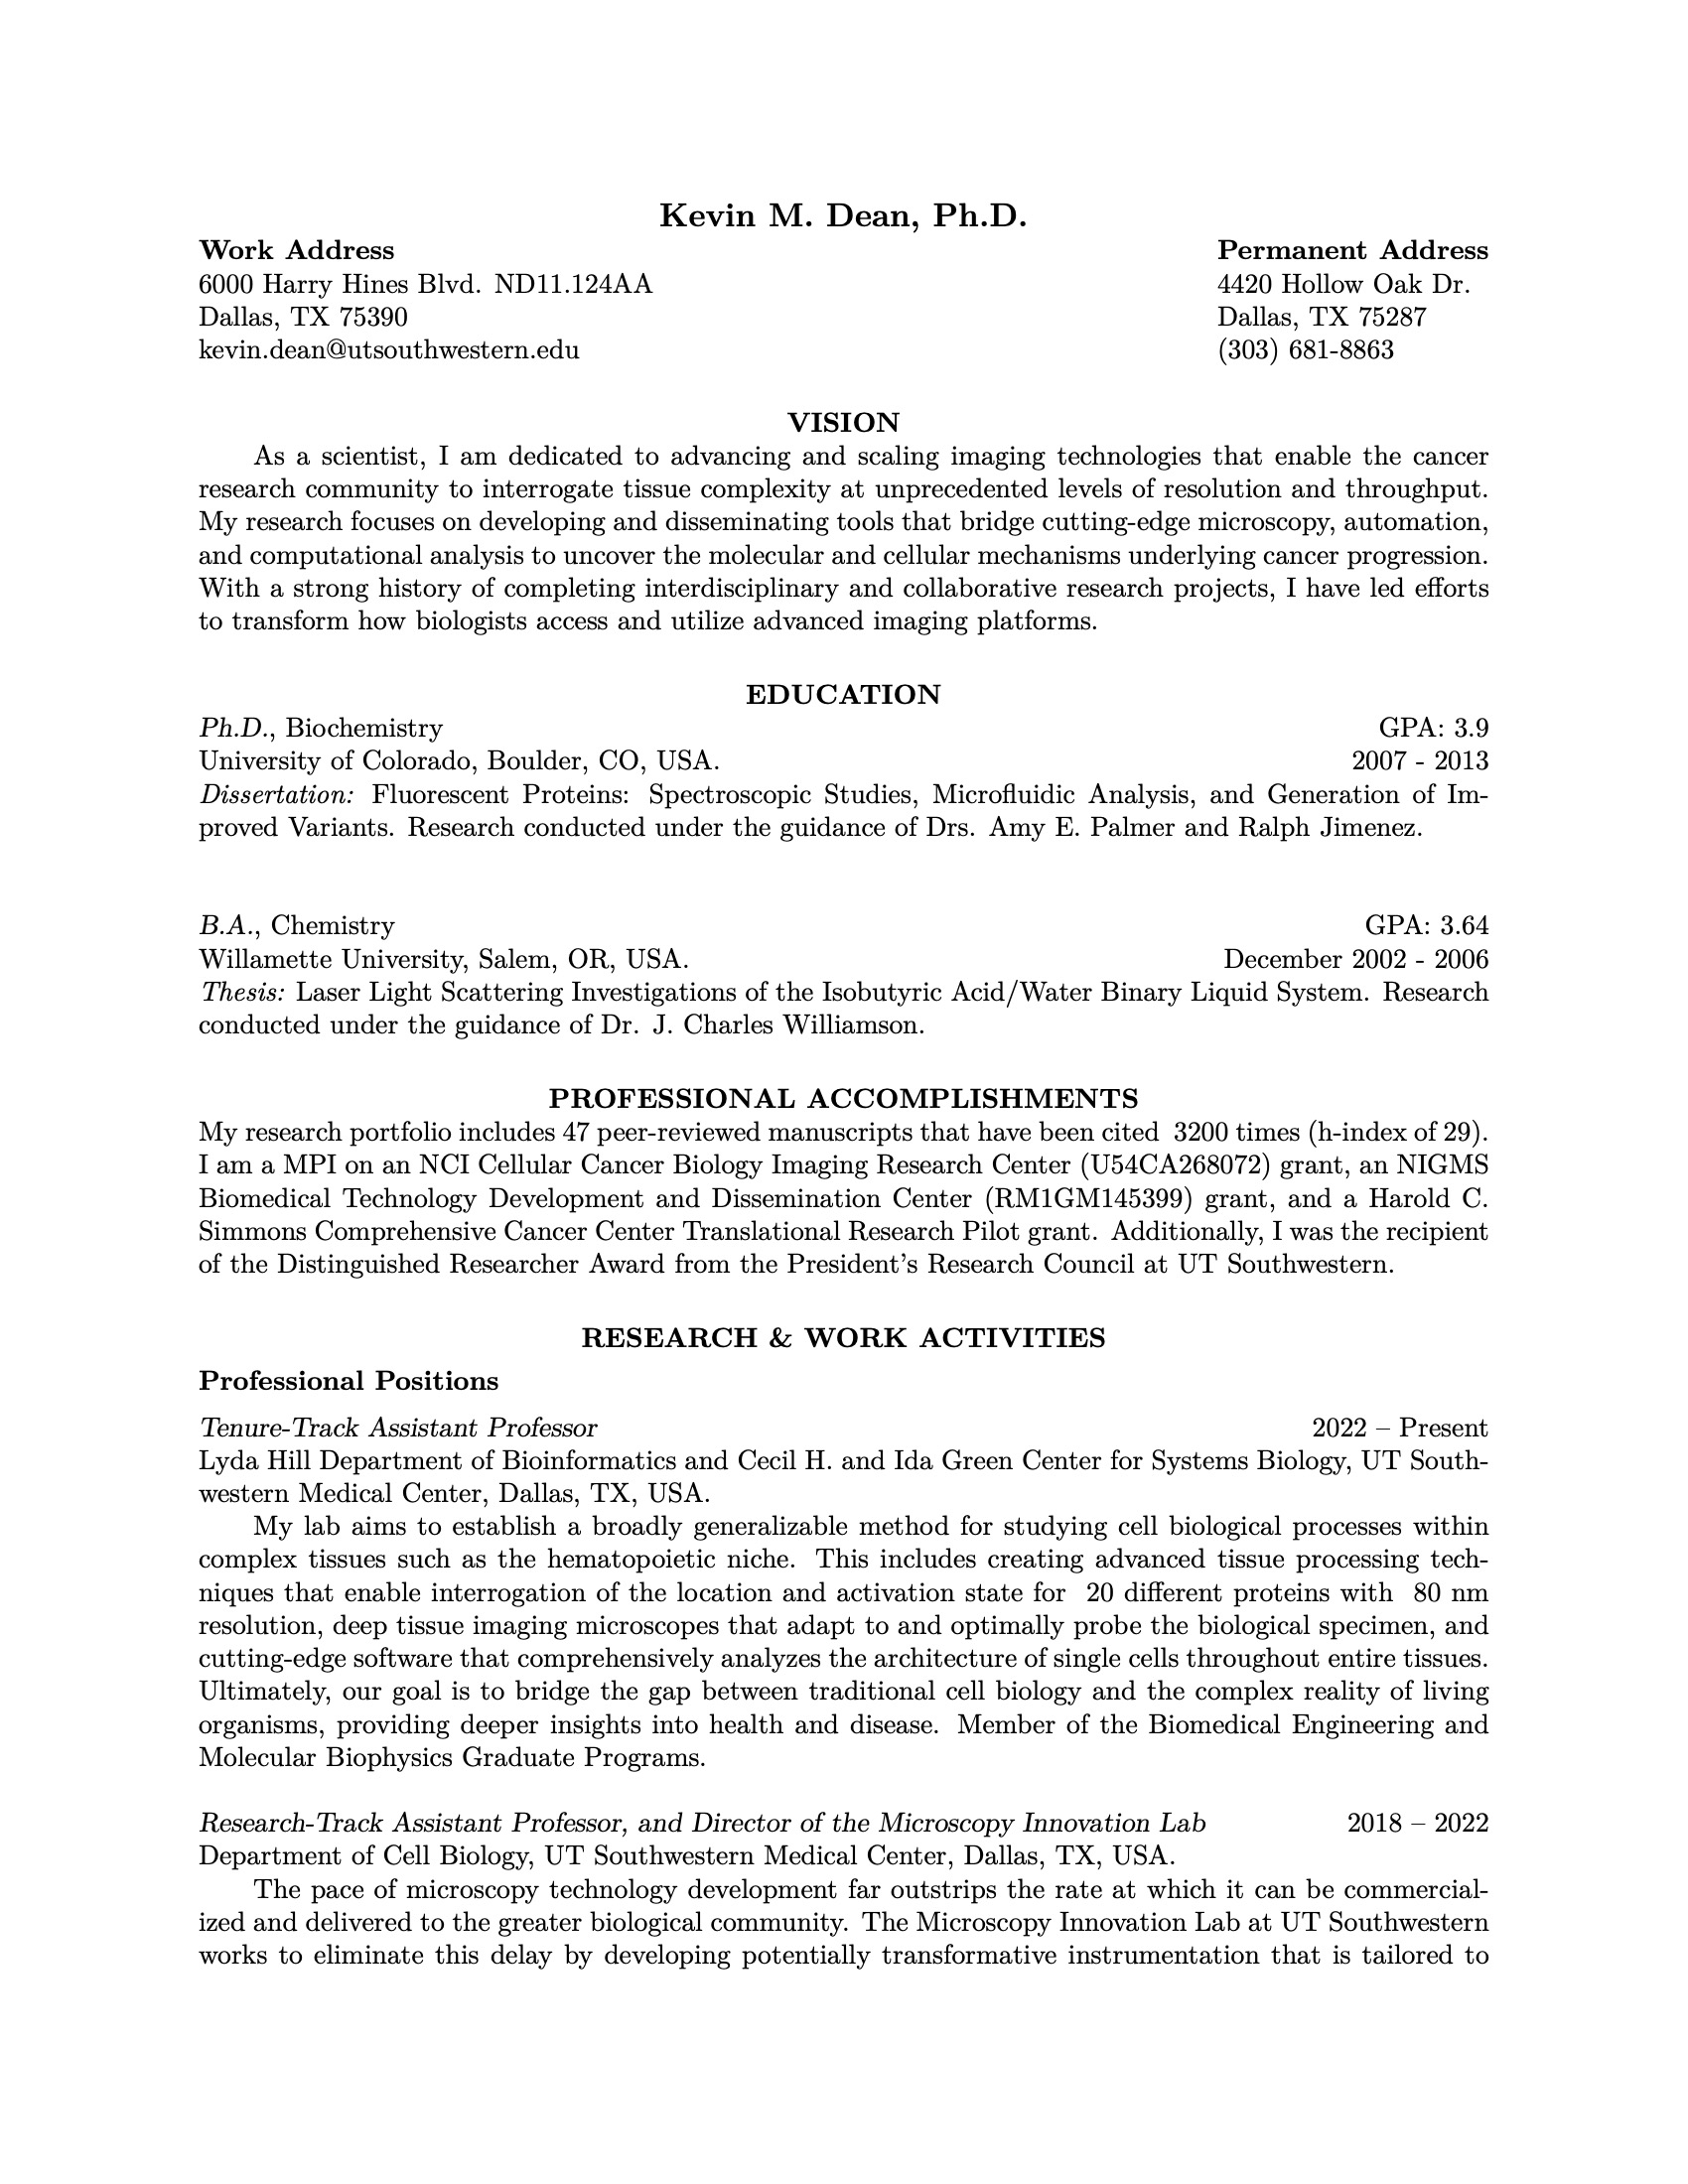 Kevin M. Dean, Ph.D.
Work Address
6000 Harry Hines Blvd. ND11.124AA
Dallas, TX 75390
kevin.dean@utsouthwestern.edu
Permanent Address
4420 Hollow Oak Dr.
Dallas, TX 75287
(303) 681-8863
VISION
As a scientist, I am dedicated to advancing and scaling imaging technologies that enable the cancer
research community to interrogate tissue complexity at unprecedented levels of resolution and throughput.
My research focuses on developing and disseminating tools that bridge cutting-edge microscopy, automation,
and computational analysis to uncover the molecular and cellular mechanisms underlying cancer progression.
With a strong history of completing interdisciplinary and collaborative research projects, I have led efforts
to transform how biologists access and utilize advanced imaging platforms.
EDUCATION
Ph.D., Biochemistry GPA: 3.9
University of Colorado, Boulder, CO, USA. 2007 - 2013
Dissertation: Fluorescent Proteins: Spectroscopic Studies, Microfluidic Analysis, and Generation of Im-
proved Variants. Research conducted under the guidance of Drs. Amy E. Palmer and Ralph Jimenez.
B.A., Chemistry GPA: 3.64
Willamette University, Salem, OR, USA. December 2002 - 2006
Thesis: Laser Light Scattering Investigations of the Isobutyric Acid/Water Binary Liquid System. Research
conducted under the guidance of Dr. J. Charles Williamson.
PROFESSIONAL ACCOMPLISHMENTS
My research portfolio includes 47 peer-reviewed manuscripts that have been cited 3200 times (h-index of 29).
I am a MPI on an NCI Cellular Cancer Biology Imaging Research Center (U54CA268072) grant, an NIGMS
Biomedical Technology Development and Dissemination Center (RM1GM145399) grant, and a Harold C.
Simmons Comprehensive Cancer Center Translational Research Pilot grant. Additionally, I was the recipient
of the Distinguished Researcher Award from the President's Research Council at UT Southwestern.
RESEARCH & WORK ACTIVITIES
Professional Positions
Tenure-Track Assistant Professor 2022 – Present
Lyda Hill Department of Bioinformatics and Cecil H. and Ida Green Center for Systems Biology, UT South-
western Medical Center, Dallas, TX, USA.
My lab aims to establish a broadly generalizable method for studying cell biological processes within
complex tissues such as the hematopoietic niche. This includes creating advanced tissue processing tech-
niques that enable interrogation of the location and activation state for 20 different proteins with 80 nm
resolution, deep tissue imaging microscopes that adapt to and optimally probe the biological specimen, and
cutting-edge software that comprehensively analyzes the architecture of single cells throughout entire tissues.
Ultimately, our goal is to bridge the gap between traditional cell biology and the complex reality of living
organisms, providing deeper insights into health and disease. Member of the Biomedical Engineering and
Molecular Biophysics Graduate Programs.
Research-Track Assistant Professor, and Director of the Microscopy Innovation Lab 2018 – 2022
Department of Cell Biology, UT Southwestern Medical Center, Dallas, TX, USA.
The pace of microscopy technology development far outstrips the rate at which it can be commercial-
ized and delivered to the greater biological community. The Microscopy Innovation Lab at UT Southwestern
works to eliminate this delay by developing potentially transformative instrumentation that is tailored to